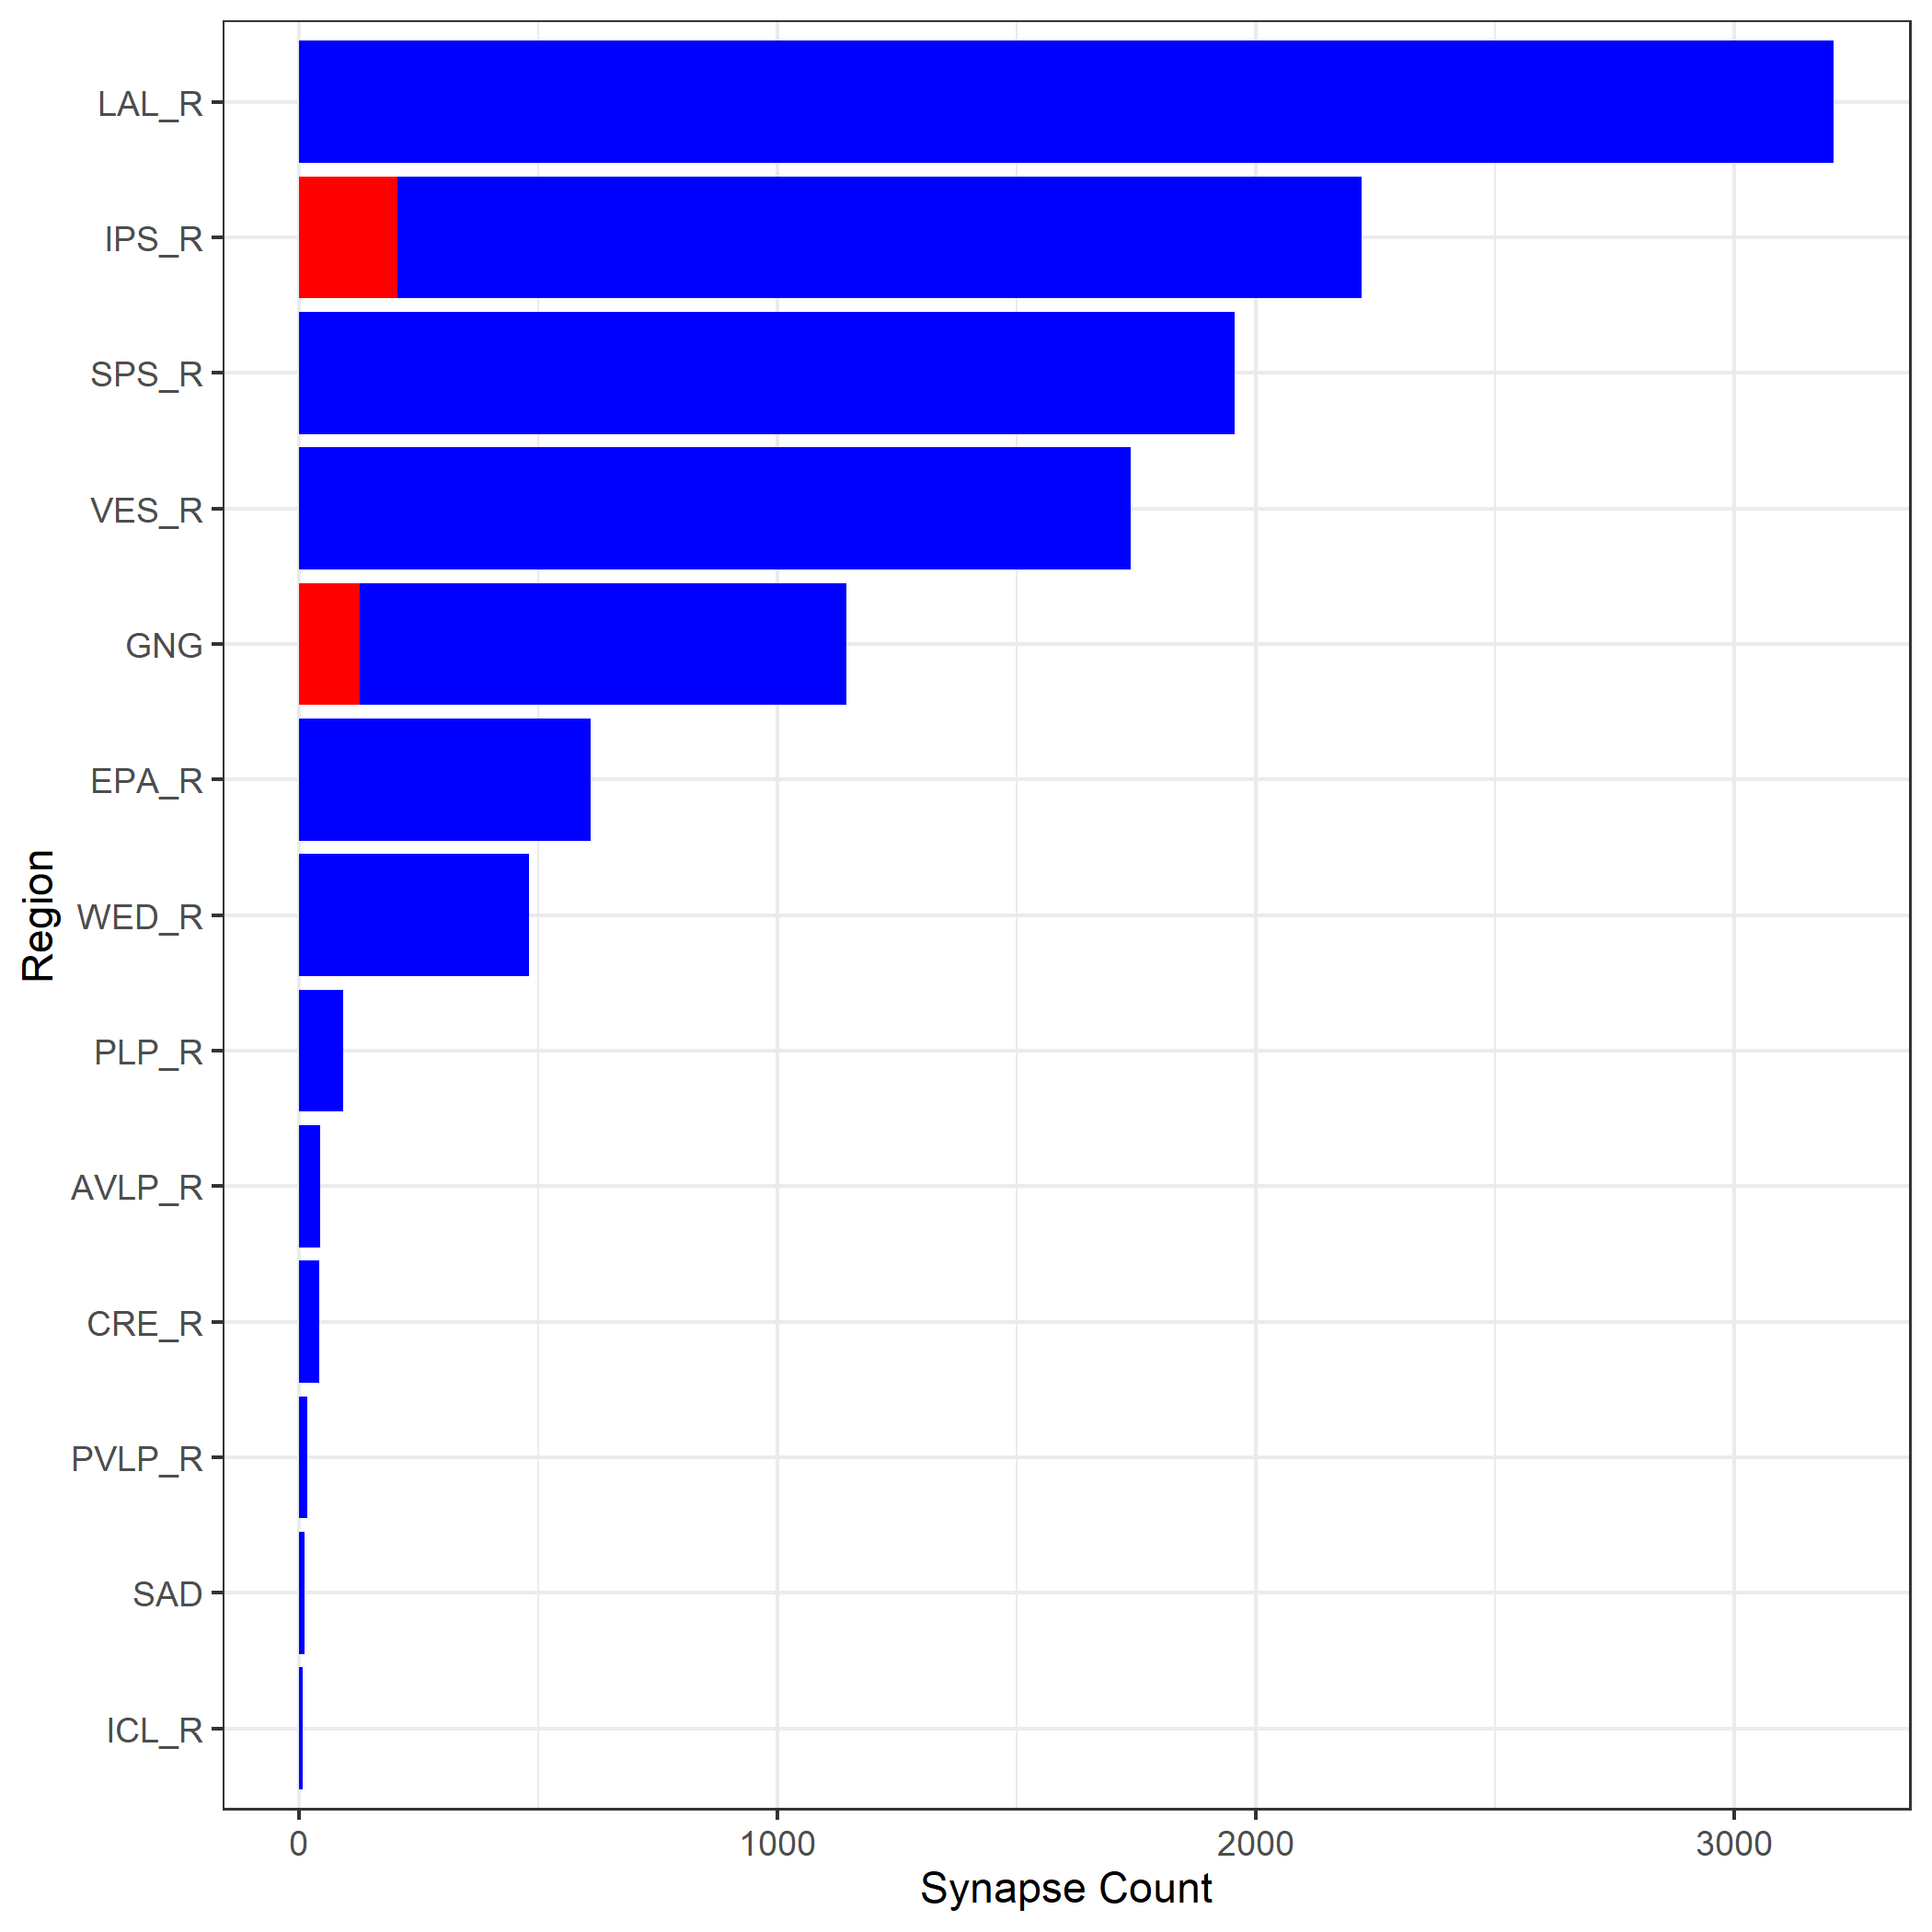 LAL_R
IPS_R
SPS_R
VES_R
GNG
EPA_R
WED_R
PLP_R
AVLP_R
CRE_R
PVLP_R
SAD
ICL_R
Region
0 1000 2000 3000
Synapse Count